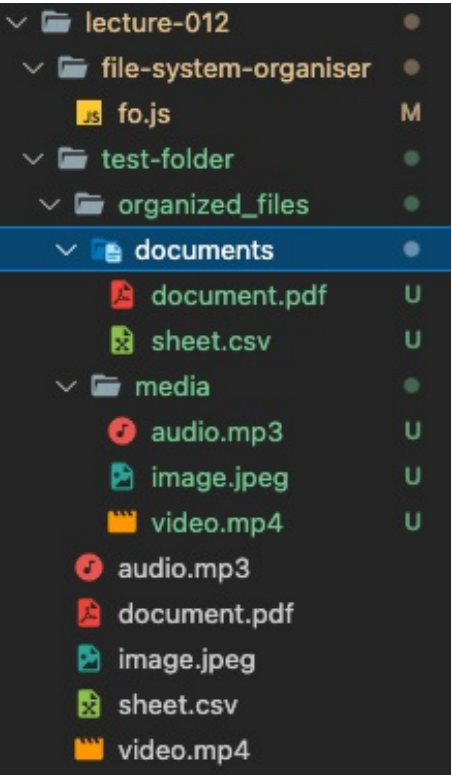 lecture-012
file-system-organiser
JS fo.js M
test-folder
organized_files
documents
document.pdf U
sheet.csv U
media
audio.mp3 U
image.jpeg U
video.mp4 U
audio.mp3
document.pdf
image.jpeg
sheet.csv
video.mp4